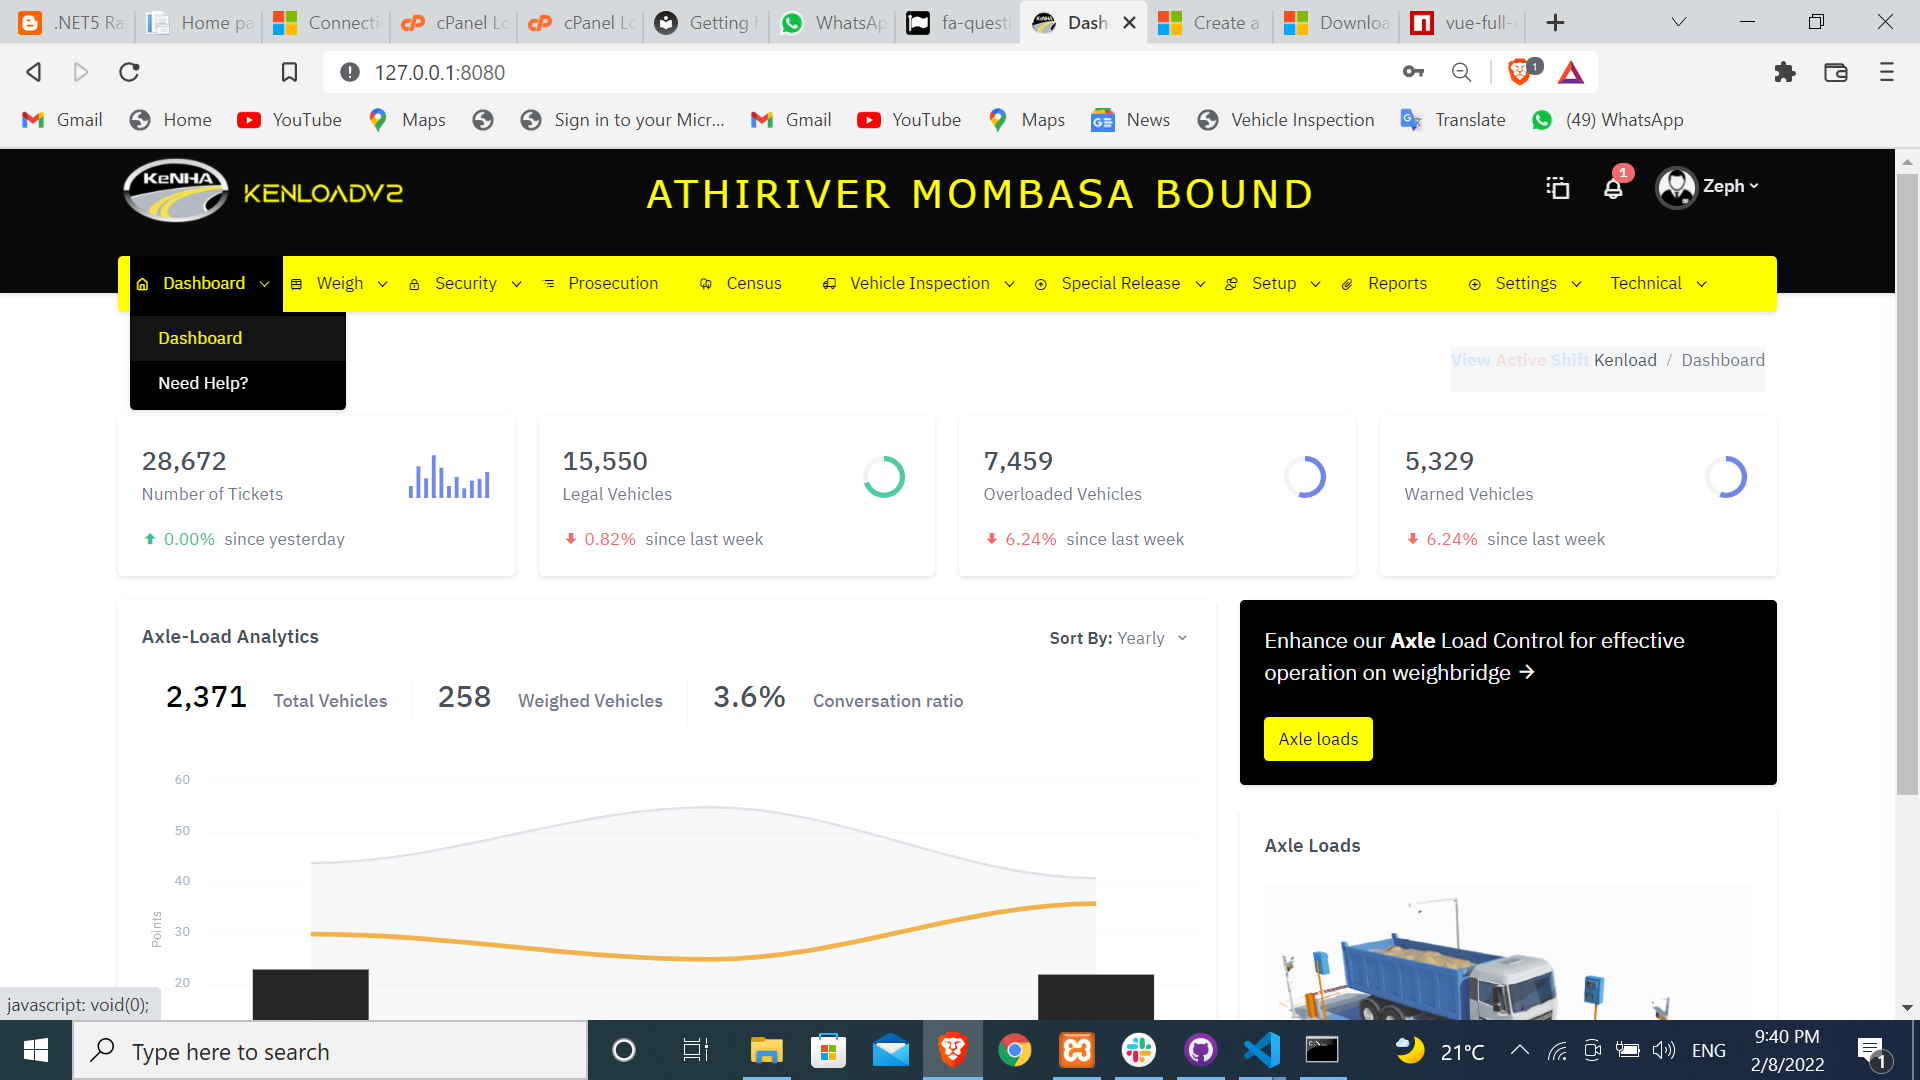 .NET5 Ra
Home pa
Connecti
cPanel Lo
cPanel Lo
Getting h
WhatsAp
fa-questi
Dash
Create a
Downloa
vue-full-c
127.0.0.1:8080
1
Gmail
Home
YouTube
Maps
Sign in to your Micr...
Gmail
YouTube
Maps
News
Vehicle Inspection
Translate
(49) WhatsApp
KeNHA
KENLOADV2
ATHIRIVER MOMBASA BOUND
1
Zeph
Dashboard
Weigh
Security
Prosecution
Census
Vehicle Inspection
Special Release
Setup
Reports
Settings
Technical
Dashboard
Need Help?
View Active Shift Kenload / Dashboard
28,672
Number of Tickets
0.00% since yesterday
15,550
Legal Vehicles
0.82% since last week
7,459
Overloaded Vehicles
6.24% since last week
5,329
Warned Vehicles
6.24% since last week
Axle-Load Analytics
Sort By: Yearly
2,371 Total Vehicles
258 Weighed Vehicles
3.6% Conversation ratio
60
50
40
30
20
Points
Enhance our Axle Load Control for effective
operation on weighbridge →
Axle loads
Axle Loads
javascript: void(0);
Type here to search
21°C
ENG
9:40 PM
2/8/2022
1